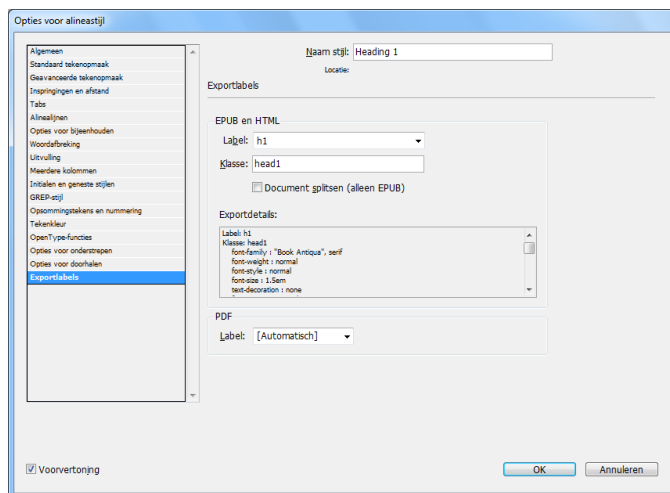 Opties voor alineastijl
Algemeen
Standaard tekenopmaak
Geavanceerde tekenopmaak
Inspringingen en afstand
Tabs
Alinealijnen
Opties voor bijeenhouden
Woordafbreking
Uitvulling
Meerdere kolommen
Initialen en geneste stijlen
GREP-stijl
Opsommingstekens en nummering
Tekenkleur
OpenType-functies
Opties voor onderstrepen
Opties voor doorhalen
Exportlabels
Naam stijl: Heading 1
Locatie:
Exportlabels
EPUB en HTML
Label: h1
Klasse: head1
Document splitsen (alleen EPUB)
Exportdetails:
Label: h1
Klasse: head1
font-family : "Book Antiqua", serif
font-weight : normal
font-style : normal
font-size : 1.5em
text-decoration : none
PDF
Label: [Automatisch]
Voorvertoning
OK
Annuleren